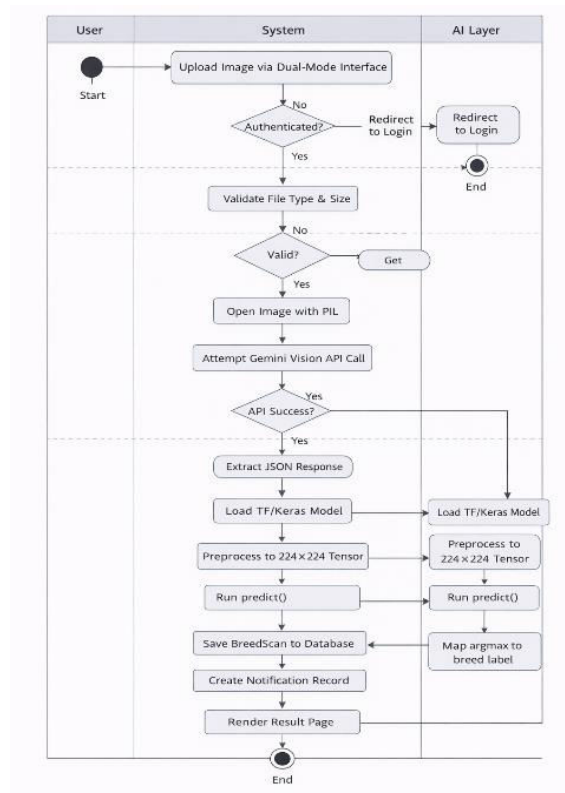 User
System
AI Layer
Upload Image via Dual-Mode Interface
Start
No
Authenticated?
Redirect
to Login
Redirect
to Login
Yes
End
Validate File Type & Size
No
Valid?
Get
Yes
Open Image with PIL
Attempt Gemini Vision API Call
Yes
API Success?
Yes
Extract JSON Response
Load TF/Keras Model
Load TF/Keras Model
Preprocess to 224×224 Tensor
Preprocess to
224×224 Tensor
Run predict()
Run predict()
Save BreedScan to Database
Map argmax to
breed label
Create Notification Record
Render Result Page
End